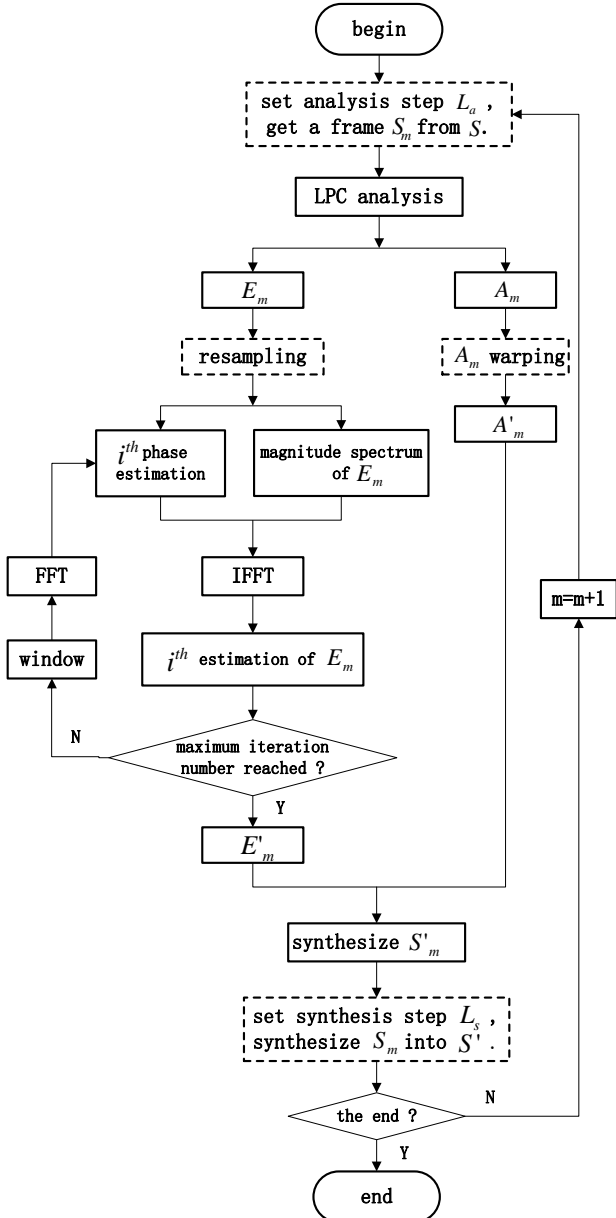 begin
set analysis step L_a ,
get a frame S_m from S.
LPC analysis
E_m
A_m
resampling
A_m warping
A'_m
i^th phase
estimation
magnitude spectrum
of E_m
FFT
IFFT
m=m+1
window
i^th estimation of E_m
N
maximum iteration
number reached ?
Y
E'_m
synthesize S'_m
set synthesis step L_s ,
synthesize S_m into S' .
the end ?
N
Y
end